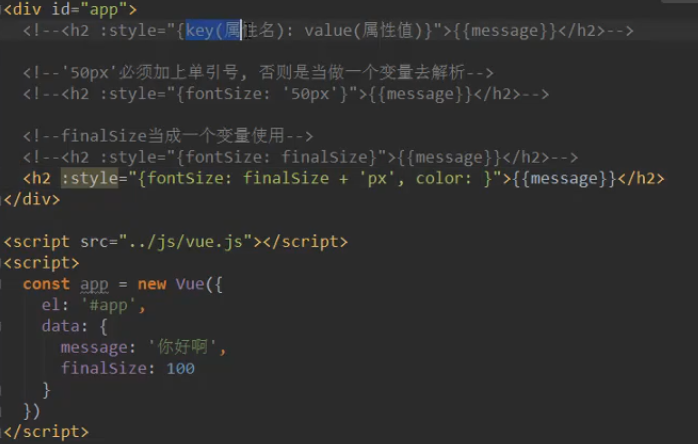 <div id="app">
<!--<h2 :style="{key(属性名): value(属性值)}">{{message}}</h2>-->
<!--'50px'必须加上单引号, 否则是当做一个变量去解析-->
<!--<h2 :style="{fontSize: '50px'}">{{message}}</h2>-->
<!--finalSize当成一个变量使用-->
<!--<h2 :style="{fontSize: finalSize}">{{message}}</h2>-->
<h2 :style="{fontSize: finalSize + 'px', color: }">{{message}}</h2>
</div>
<script src="../js/vue.js"></script>
<script>
const app = new Vue({
el: '#app',
data: {
message: '你好啊',
finalSize: 100
}
})
</script>